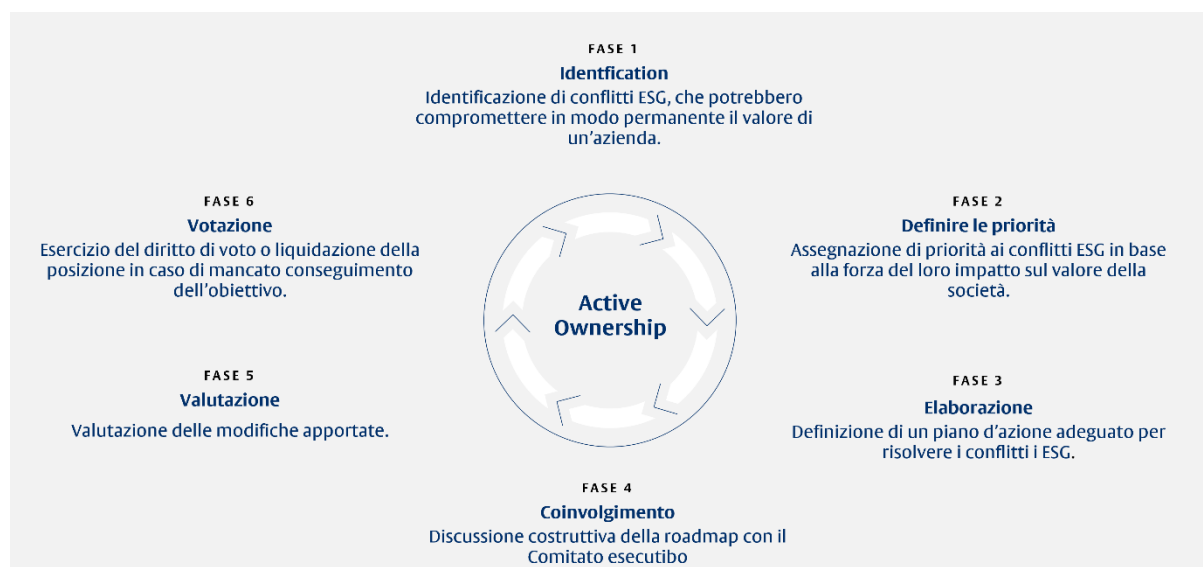 FASE 1
Identfication
Identificazione di conflitti ESG, che potrebbero
compromettere in modo permanente il valore di
un'azienda.
FASE 6
Votazione
Esercizio del diritto di voto o liquidazione della
posizione in caso di mancato conseguimento
dell'obiettivo.
FASE 2
Definire le priorità
Assegnazione di priorità ai conflitti ESG in base
alla forza del loro impatto sul valore della
società.
Active
Ownership
FASE 5
Valutazione
Valutazione delle modifiche apportate.
FASE 3
Elaborazione
Definizione di un piano d'azione adeguato per
risolvere i conflitti i ESG.
FASE 4
Coinvolgimento
Discussione costruttiva della roadmap con il
Comitato esecutibo